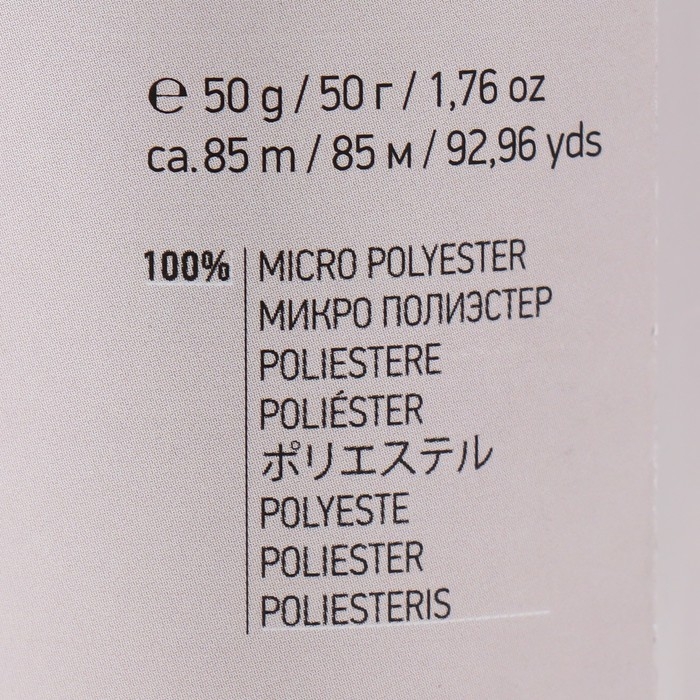 ℮ 50 g / 50 г / 1,76 oz
ca. 85 m / 85 м / 92,96 yds
100% MICRO POLYESTER
МИКРО ПОЛИЭСТЕР
POLIESTERE
POLIÉSTER
ポリエステル
POLYESTE
POLIESTER
POLIESTERIS